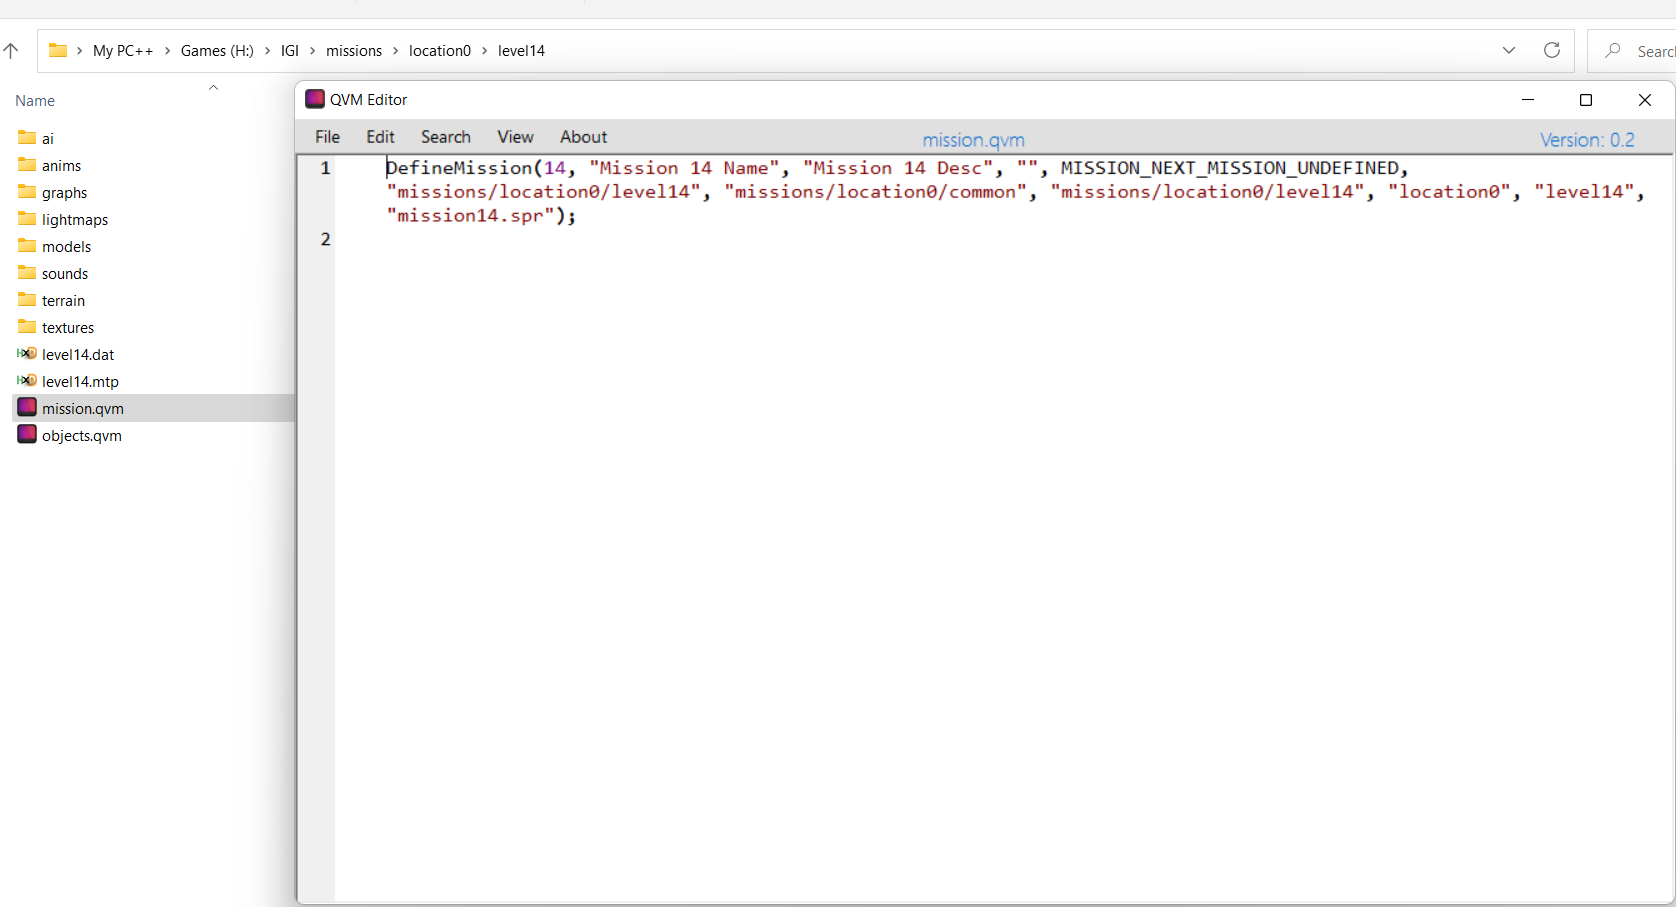 My PC++ > Games (H:) > IGI > missions > location0 > level14
Searc
Name
ai
anims
graphs
lightmaps
models
sounds
terrain
textures
level14.dat
level14.mtp
mission.qvm
objects.qvm
QVM Editor
File Edit Search View About
mission.qvm
Version: 0.2
1 DefineMission(14, "Mission 14 Name", "Mission 14 Desc", "", MISSION_NEXT_MISSION_UNDEFINED,
"missions/location0/level14", "missions/location0/common", "missions/location0/level14", "location0", "level14",
"mission14.spr");
2